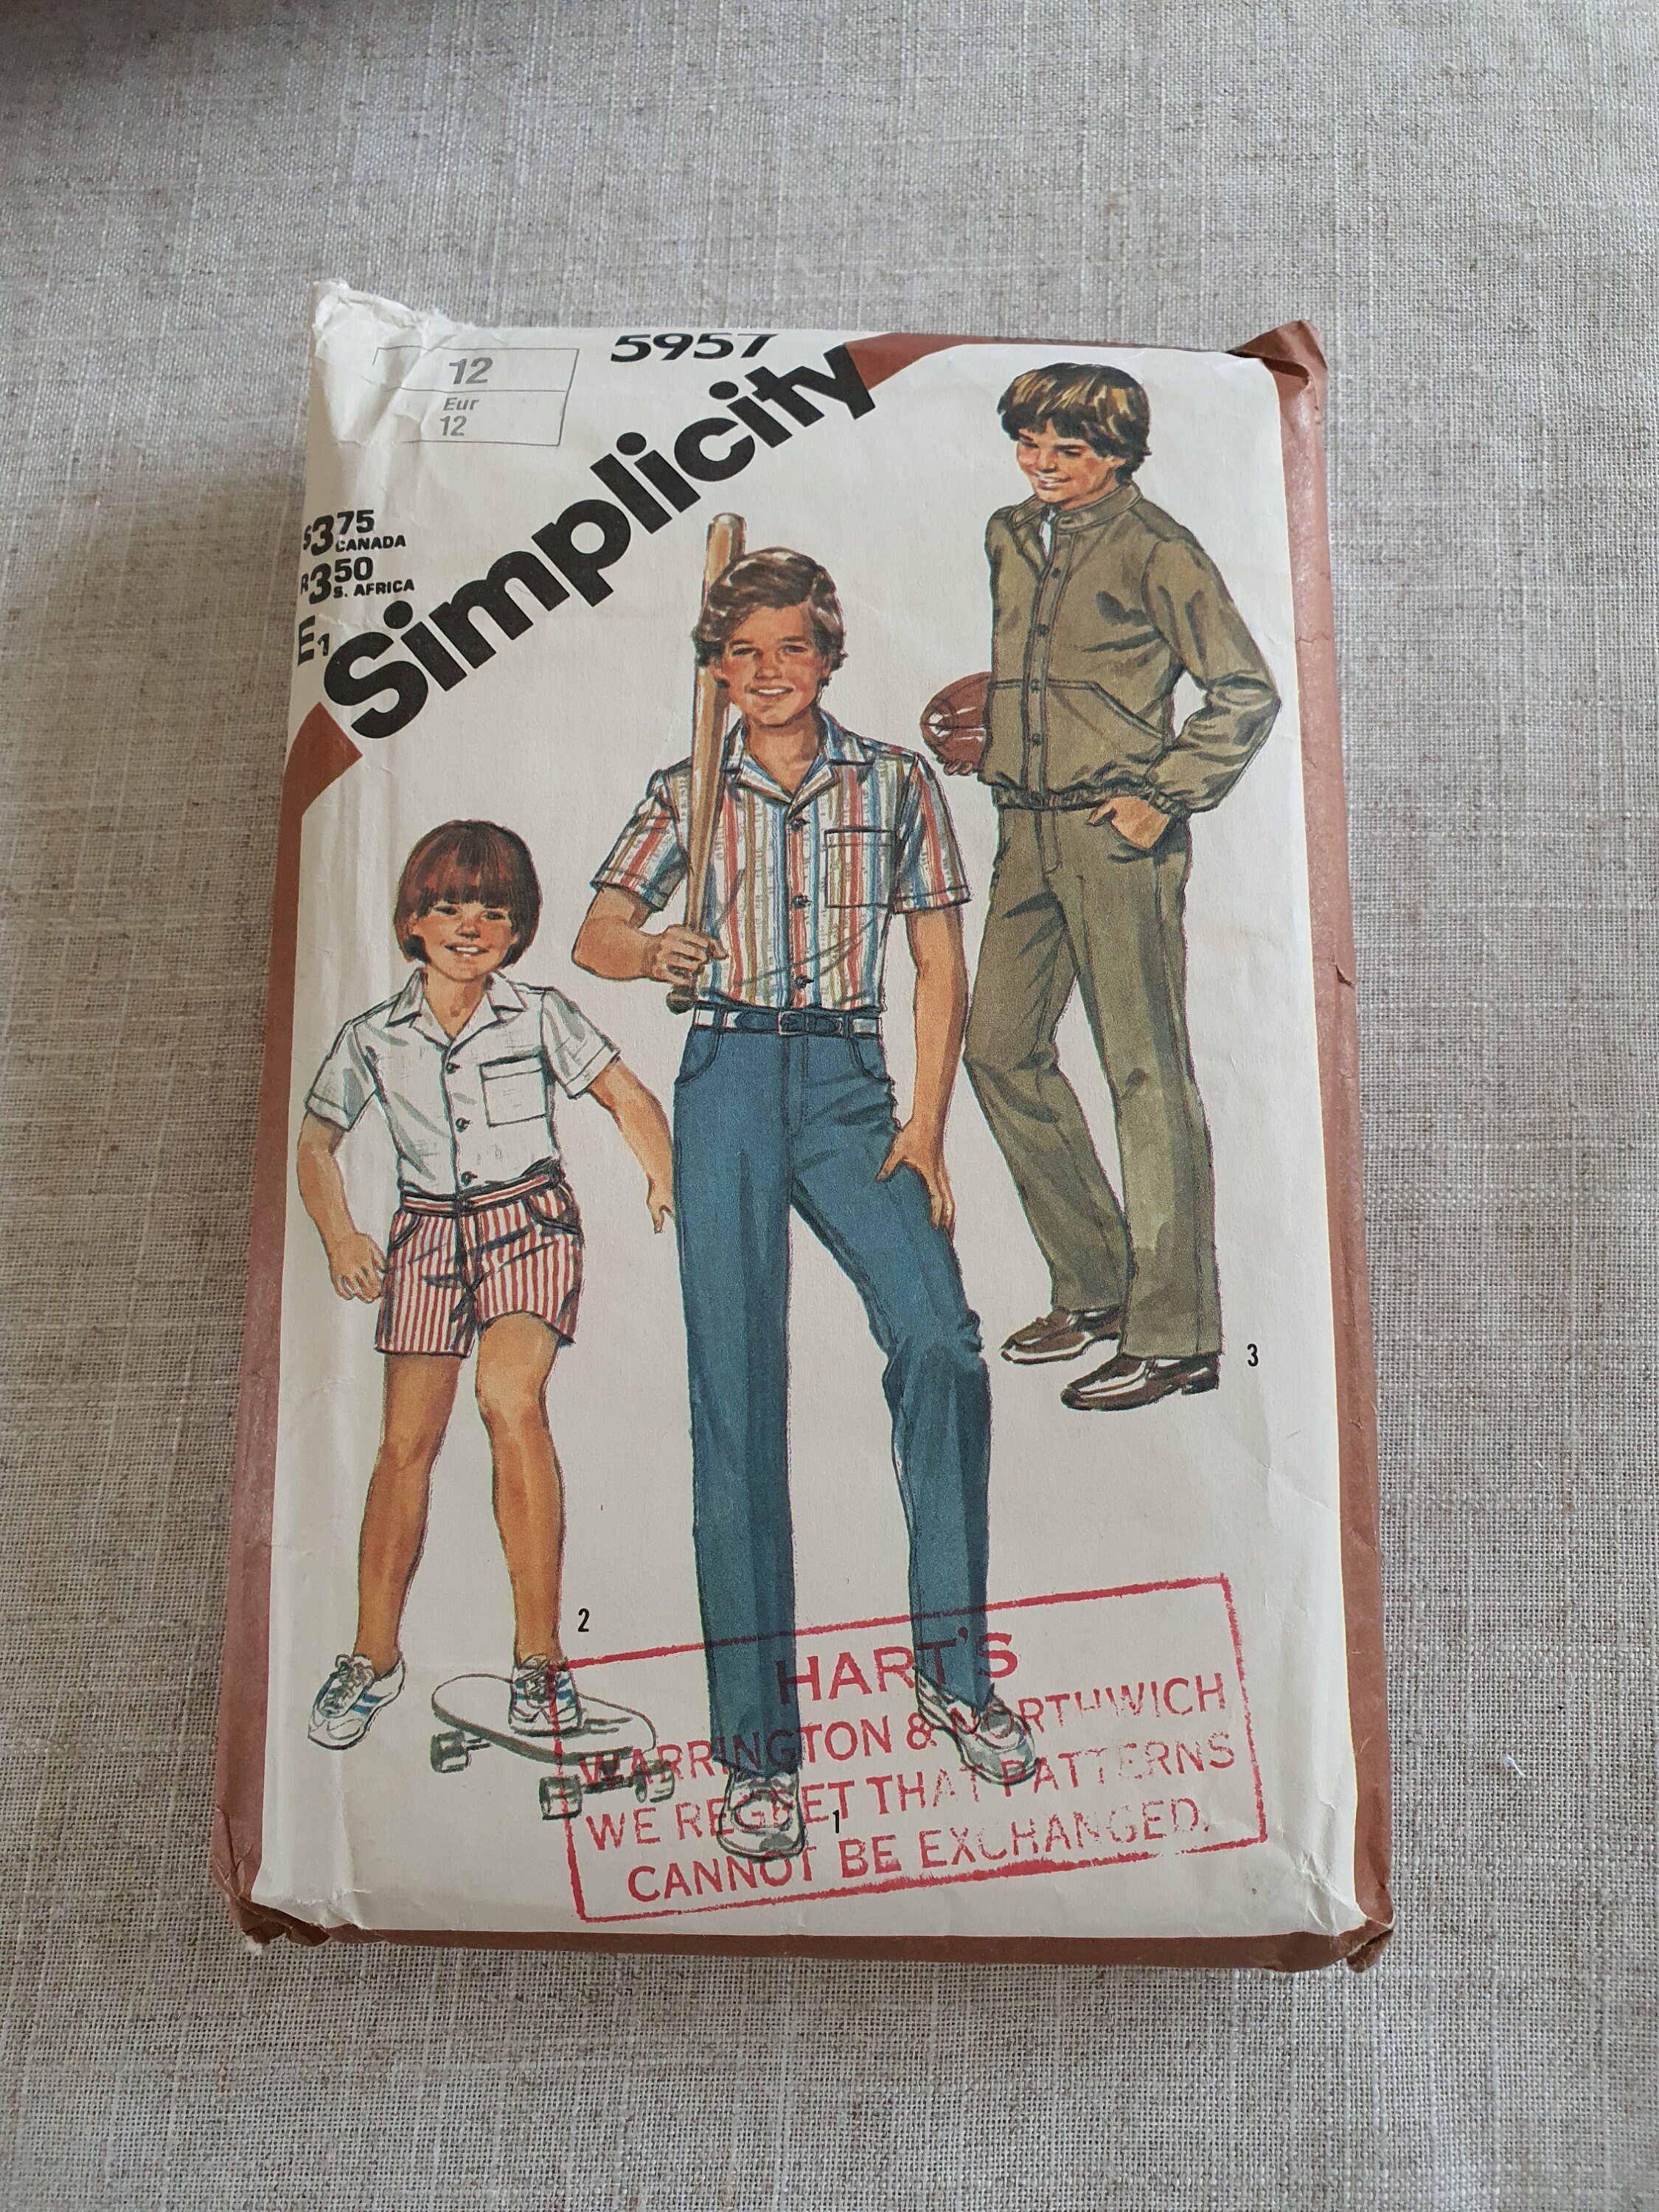 5957
12
Eur
12
Simplicity
$3.75
CANADA
R3.50
S. AFRICA
E1
3
2
HART'S
WARRINGTON & NORTHWICH
WE REGRET THAT PATTERNS
CANNOT BE EXCHANGED.
1